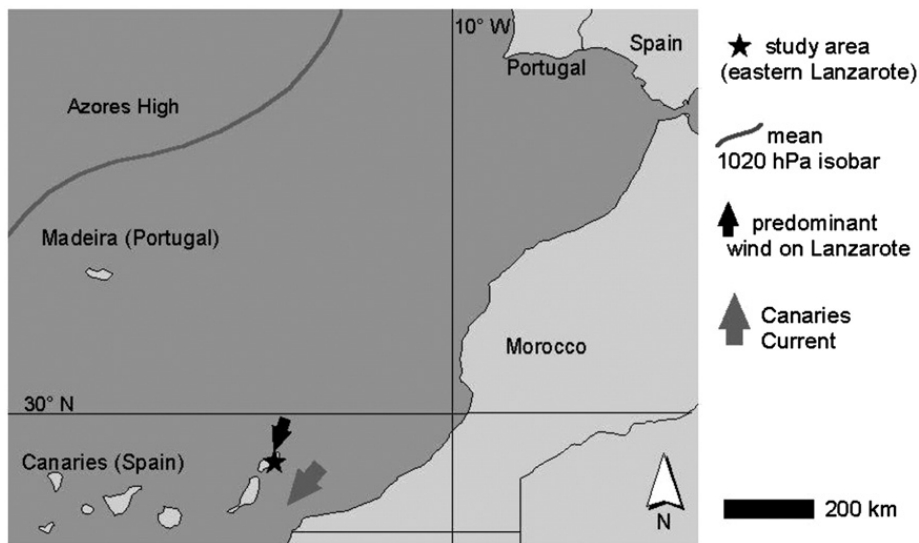 10° W
Spain
Portugal
Azores High
Madeira (Portugal)
Morocco
30° N
Canaries (Spain)
N
study area
(eastern Lanzarote)
mean
1020 hPa isobar
predominant
wind on Lanzarote
Canaries
Current
200 km